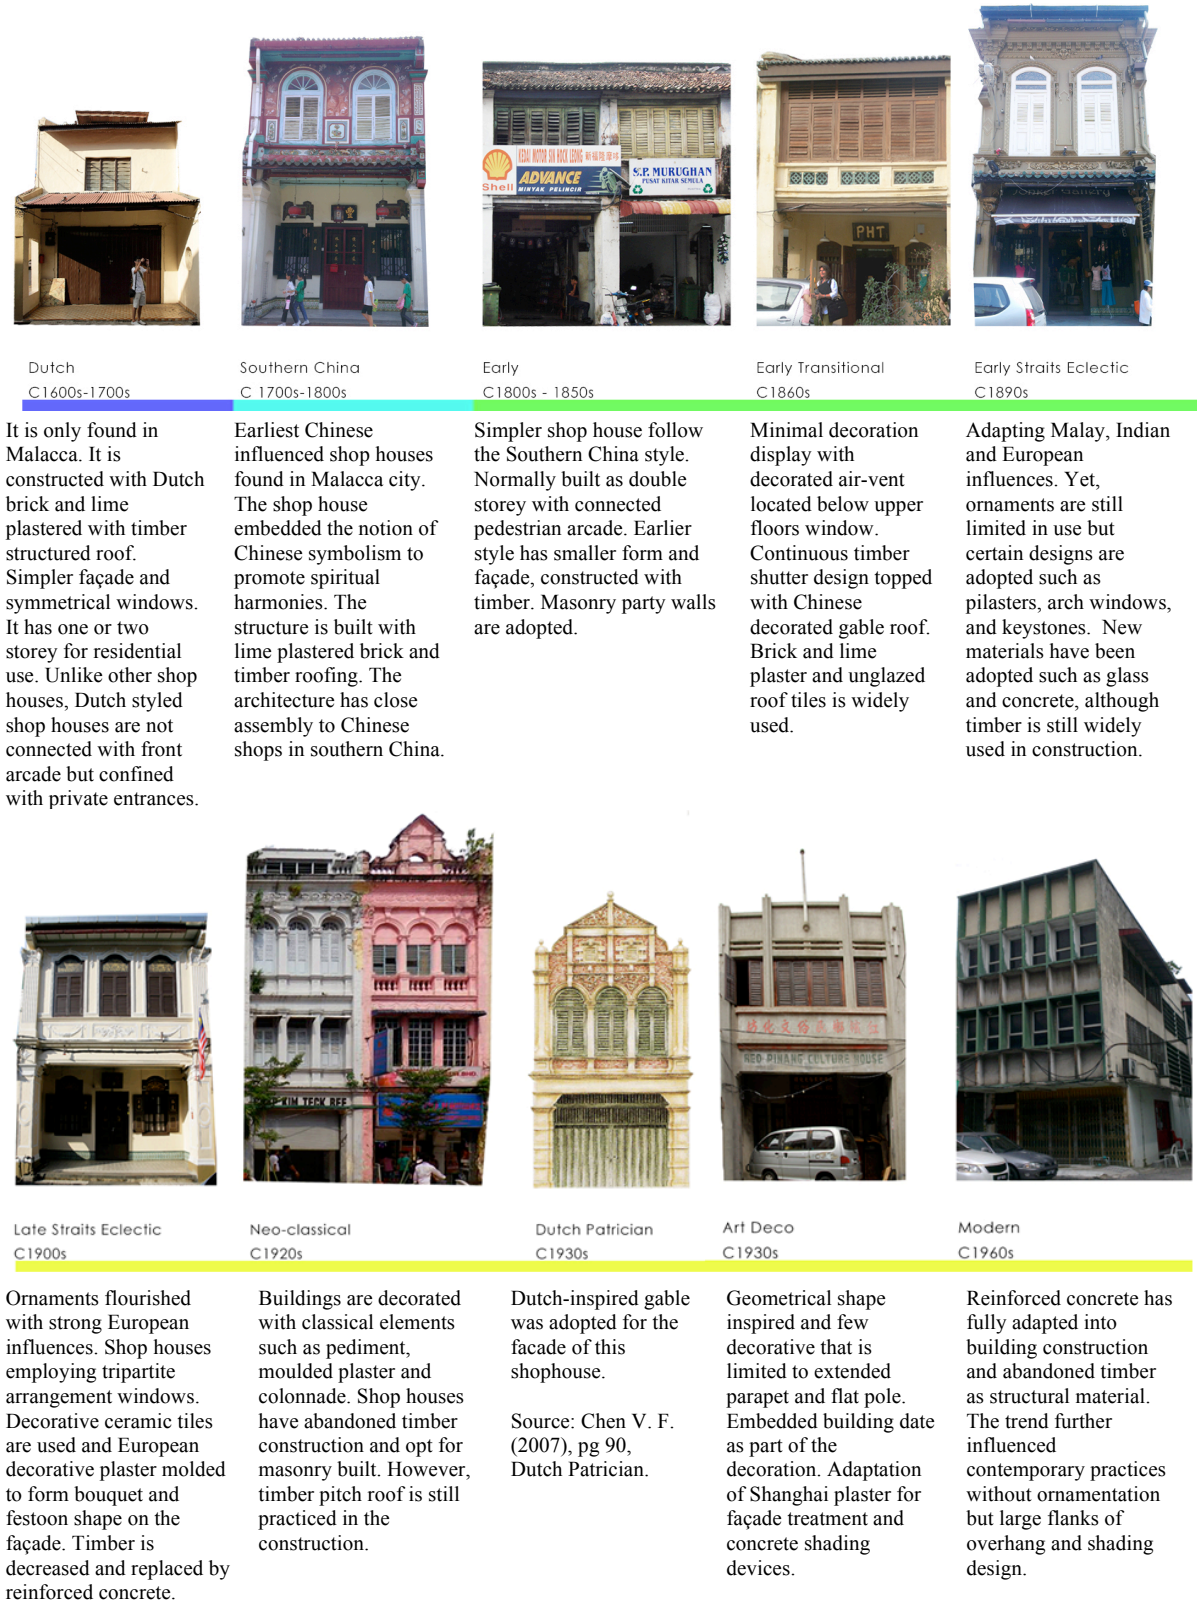 KEDAI MOTOR SIN HOCK LEONG
Shell
ADVANCE
MINYAK PELINCIR
S.P. MURUGHAN
PUSAT KITAR SEMULA
PHT
Dutch
C1600s-1700s
It is only found in
Malacca. It is
constructed with Dutch
brick and lime
plastered with timber
structured roof.
Simpler façade and
symmetrical windows.
It has one or two
storey for residential
use. Unlike other shop
houses, Dutch styled
shop houses are not
connected with front
arcade but confined
with private entrances.
Southern China
C 1700s-1800s
Earliest Chinese
influenced shop houses
found in Malacca city.
The shop house
embedded the notion of
Chinese symbolism to
promote spiritual
harmonies. The
structure is built with
lime plastered brick and
timber roofing. The
architecture has close
assembly to Chinese
shops in southern China.
Early
C1800s - 1850s
Simpler shop house follow
the Southern China style.
Normally built as double
storey with connected
pedestrian arcade. Earlier
style has smaller form and
façade, constructed with
timber. Masonry party walls
are adopted.
Early Transitional
C1860s
Minimal decoration
display with
decorated air-vent
located below upper
floors window.
Continuous timber
shutter design topped
with Chinese
decorated gable roof.
Brick and lime
plaster and unglazed
roof tiles is widely
used.
Early Straits Eclectic
C1890s
Adapting Malay, Indian
and European
influences. Yet,
ornaments are still
limited in use but
certain designs are
adopted such as
pilasters, arch windows,
and keystones.  New
materials have been
adopted such as glass
and concrete, although
timber is still widely
used in construction.
KIM TECK BEE
CULTURE HOUSE
Late Straits Eclectic
C1900s
Ornaments flourished
with strong European
influences. Shop houses
employing tripartite
arrangement windows.
Decorative ceramic tiles
are used and European
decorative plaster molded
to form bouquet and
festoon shape on the
façade. Timber is
decreased and replaced by
reinforced concrete.
Neo-classical
C1920s
Buildings are decorated
with classical elements
such as pediment,
moulded plaster and
colonnade. Shop houses
have abandoned timber
construction and opt for
masonry built. However,
timber pitch roof is still
practiced in the
construction.
Dutch Patrician
C1930s
Dutch-inspired gable
was adopted for the
facade of this
shophouse.
Source: Chen V. F.
(2007), pg 90,
Dutch Patrician.
Art Deco
C1930s
Geometrical shape
inspired and few
decorative that is
limited to extended
parapet and flat pole.
Embedded building date
as part of the
decoration. Adaptation
of Shanghai plaster for
façade treatment and
concrete shading
devices.
Modern
C1960s
Reinforced concrete has
fully adapted into
building construction
and abandoned timber
as structural material.
The trend further
influenced
contemporary practices
without ornamentation
but large flanks of
overhang and shading
design.